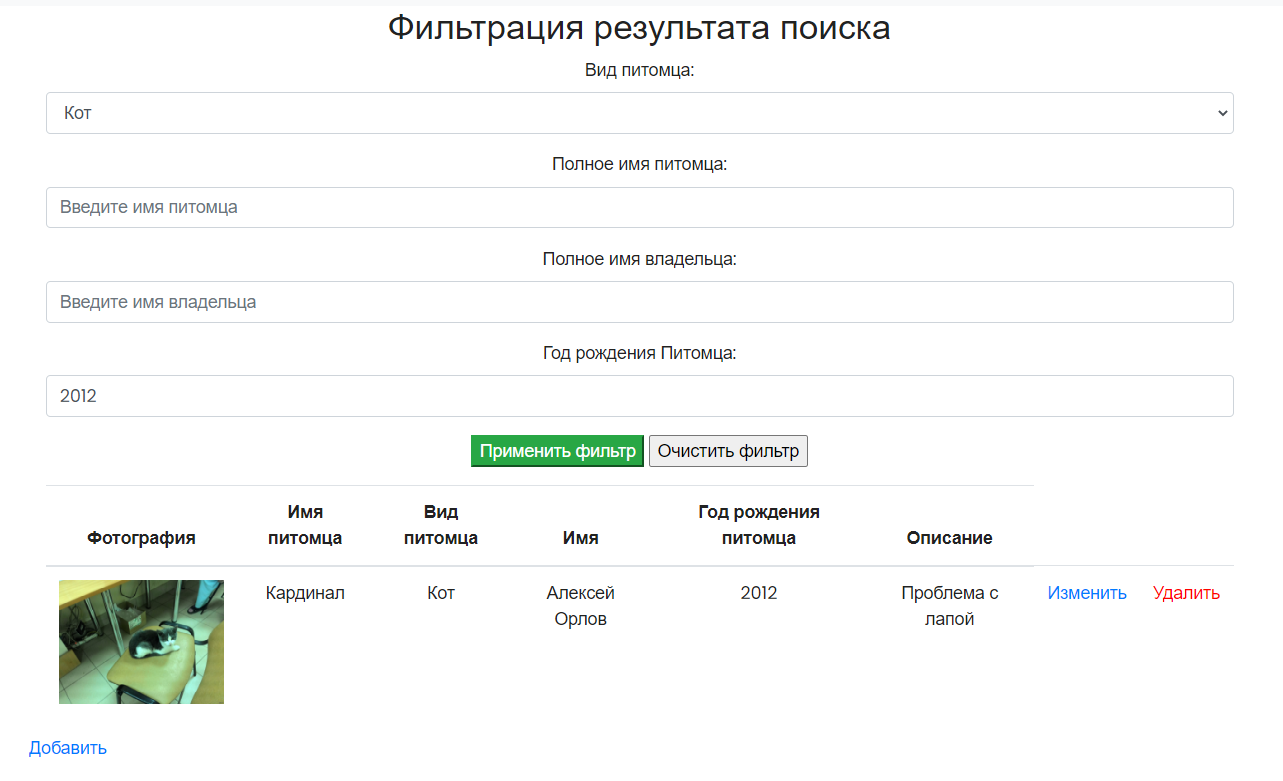 Фильтрация результата поиска
Вид питомца:
Кот
Полное имя питомца:
Введите имя питомца
Полное имя владельца:
Введите имя владельца
Год рождения Питомца:
2012
Применить фильтр Очистить фильтр
Фотография Имя питомца Вид питомца Имя Год рождения питомца Описание
Кардинал Кот Алексей Орлов 2012 Проблема с лапой Изменить Удалить
Добавить